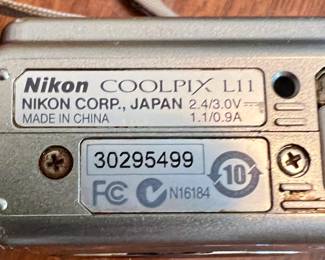 Nikon COOLPIX L11
NIKON CORP., JAPAN 2.4/3.0V⎓
MADE IN CHINA 1.1/0.9A
30295499
FC N16184 10